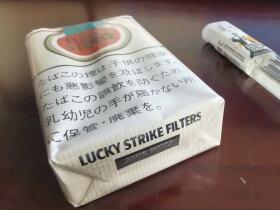 たばこの煙は子供の健康
にも悪影響を及ぼします。
たばこの誤飲を防ぐため
乳幼児の手が届かない所
に保管・廃棄を。
LUCKY STRIKE FILTERS